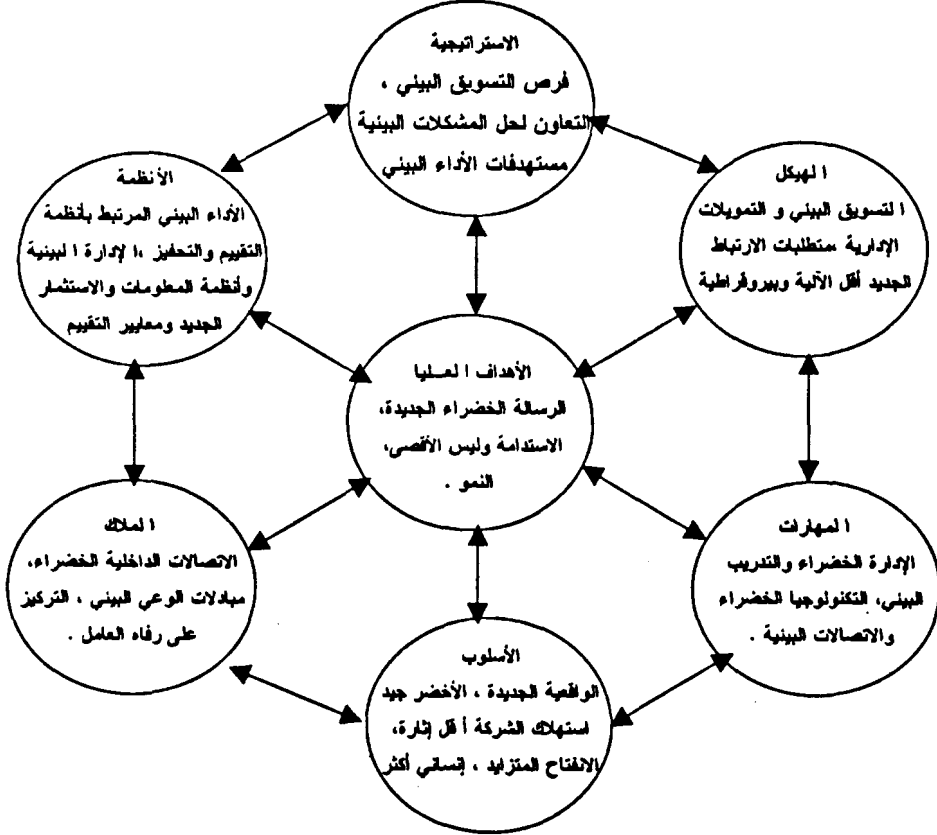 الاستراتيجية
فرص التسويق البيئي ،
التعاون لحل المشكلات البيئية
مستهدفات الأداء البيئي
الهيكل
التسويق البيئي و التمويلات
الإدارية ،متطلبات الارتباط
الجديد أقل الآلية وبيروقراطية
الأنظمة
الأداء البيئي المرتبط بأنظمة
التقييم والتحفيز ،الإدارة البيئية
وأنظمة المعلومات والاستثمار
الجديد ومعايير التقييم
الأهداف العـليا
الرسالة الخضراء الجديدة،
الاستدامة وليس الأقصى،
النمو .
المهارات
الإدارة الخضراء والتدريب
البيئي، التكنولوجيا الخضراء
والاتصالات البيئية .
الملاك
الاتصالات الداخلية الخضراء،
مبادلات الوعي البيئي ، التركيز
على رفاه العامل .
الأسلوب
الواقعية الجديدة ، الأخضر جيد
استهلاك الشركة أقل إثارة،
الانفتاح المتزايد ، إنساني أكثر